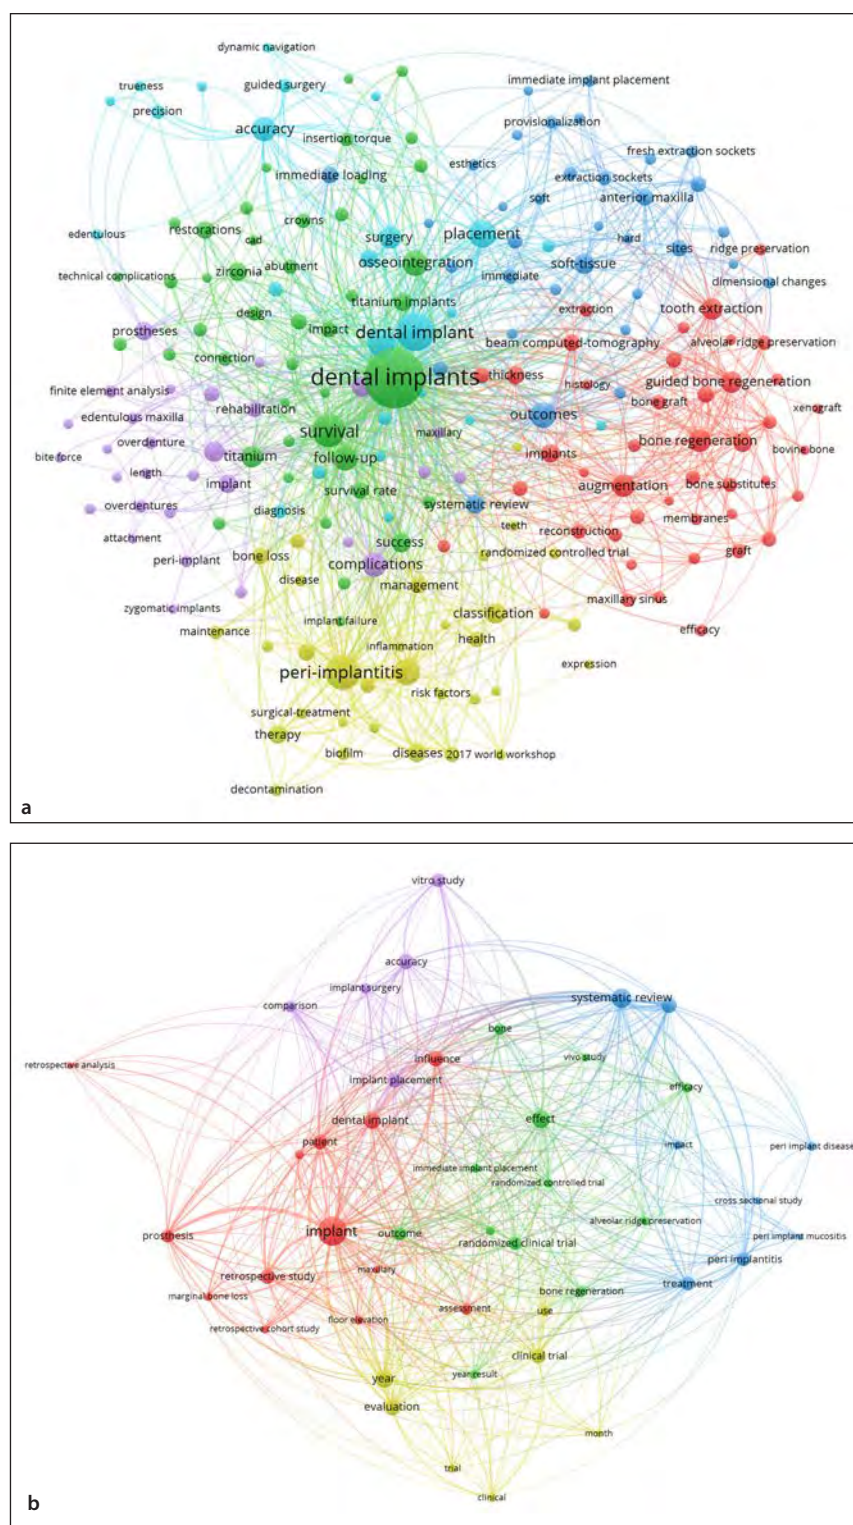 dynamic navigation
trueness
guided surgery
immediate implant placement
precision
provisionalization
accuracy
insertion torque
fresh extraction sockets
esthetics
immediate loading
extraction sockets
soft
anterior maxilla
crowns
edentulous
restorations
cad
surgery
placement
hard
sites
ridge preservation
technical complications
zirconia
abutment
osseointegration
immediate
soft-tissue
dimensional changes
design
titanium implants
extraction
tooth extraction
prostheses
impact
dental implant
beam computed-tomography
alveolar ridge preservation
connection
dental implants
thickness
histology
guided bone regeneration
finite element analysis
rehabilitation
bone graft
xenograft
edentulous maxilla
outcomes
survival
maxillary
bone regeneration
overdenture
bovine bone
bite force
titanium
follow-up
implants
length
implant
survival rate
augmentation
bone substitutes
overdentures
diagnosis
systematic review
membranes
attachment
success
teeth
reconstruction
peri-implant
bone loss
complications
randomized controlled trial
graft
disease
management
zygomatic implants
maxillary sinus
maintenance
implant failure
classification
efficacy
inflammation
health
peri-implantitis
expression
risk factors
surgical-treatment
therapy
biofilm
diseases
2017 world workshop
decontamination
a
vitro study
accuracy
implant surgery
systematic review
comparison
bone
retrospective analysis
influence
vivo study
implant placement
efficacy
dental implant
effect
patient
impact
peri implant disease
immediate implant placement
randomized controlled trial
cross sectional study
prosthesis
implant
outcome
alveolar ridge preservation
randomized clinical trial
peri implant mucositis
peri implantitis
retrospective study
maxillary
treatment
marginal bone loss
bone regeneration
floor elevation
assessment
use
retrospective cohort study
clinical trial
year result
year
evaluation
month
trial
clinical
b